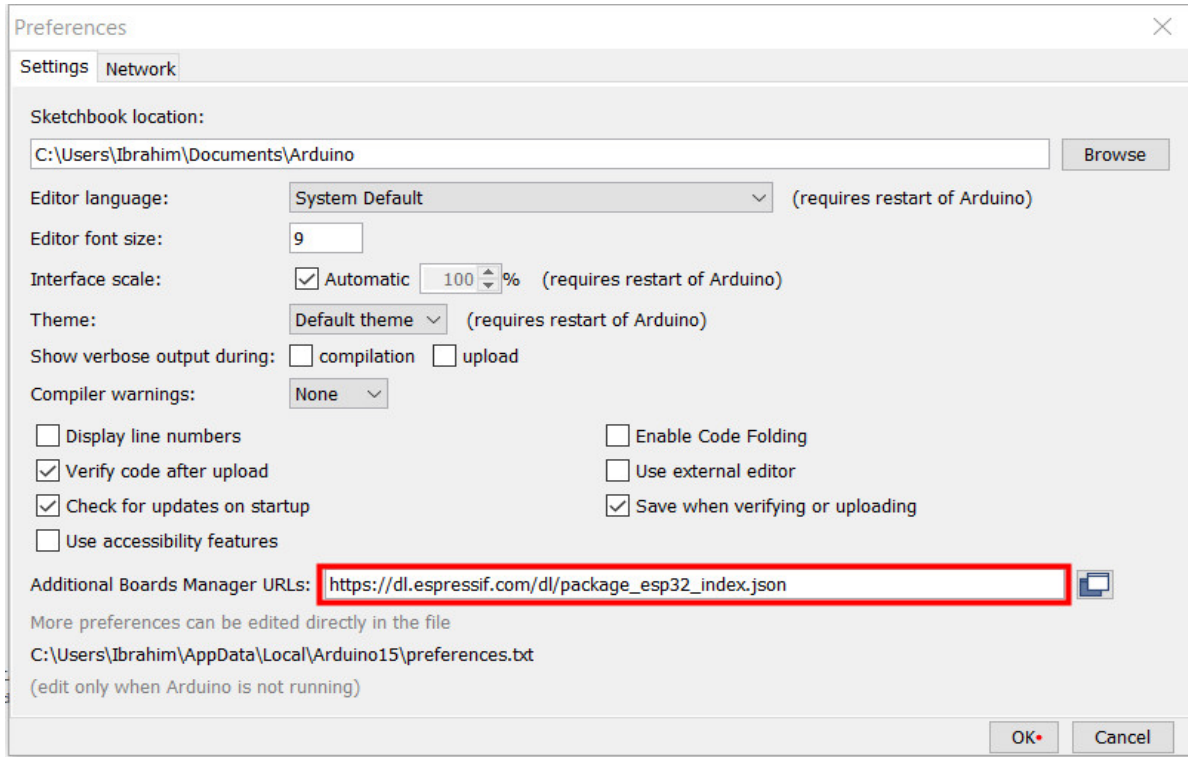 Preferences
Settings Network
Sketchbook location:
C:\Users\Ibrahim\Documents\Arduino Browse
Editor language: System Default (requires restart of Arduino)
Editor font size: 9
Interface scale: Automatic 100 % (requires restart of Arduino)
Theme: Default theme (requires restart of Arduino)
Show verbose output during: compilation upload
Compiler warnings: None
Display line numbers Enable Code Folding
Verify code after upload Use external editor
Check for updates on startup Save when verifying or uploading
Use accessibility features
Additional Boards Manager URLs: https://dl.espressif.com/dl/package_esp32_index.json
More preferences can be edited directly in the file
C:\Users\Ibrahim\AppData\Local\Arduino15\preferences.txt
(edit only when Arduino is not running)
OK Cancel